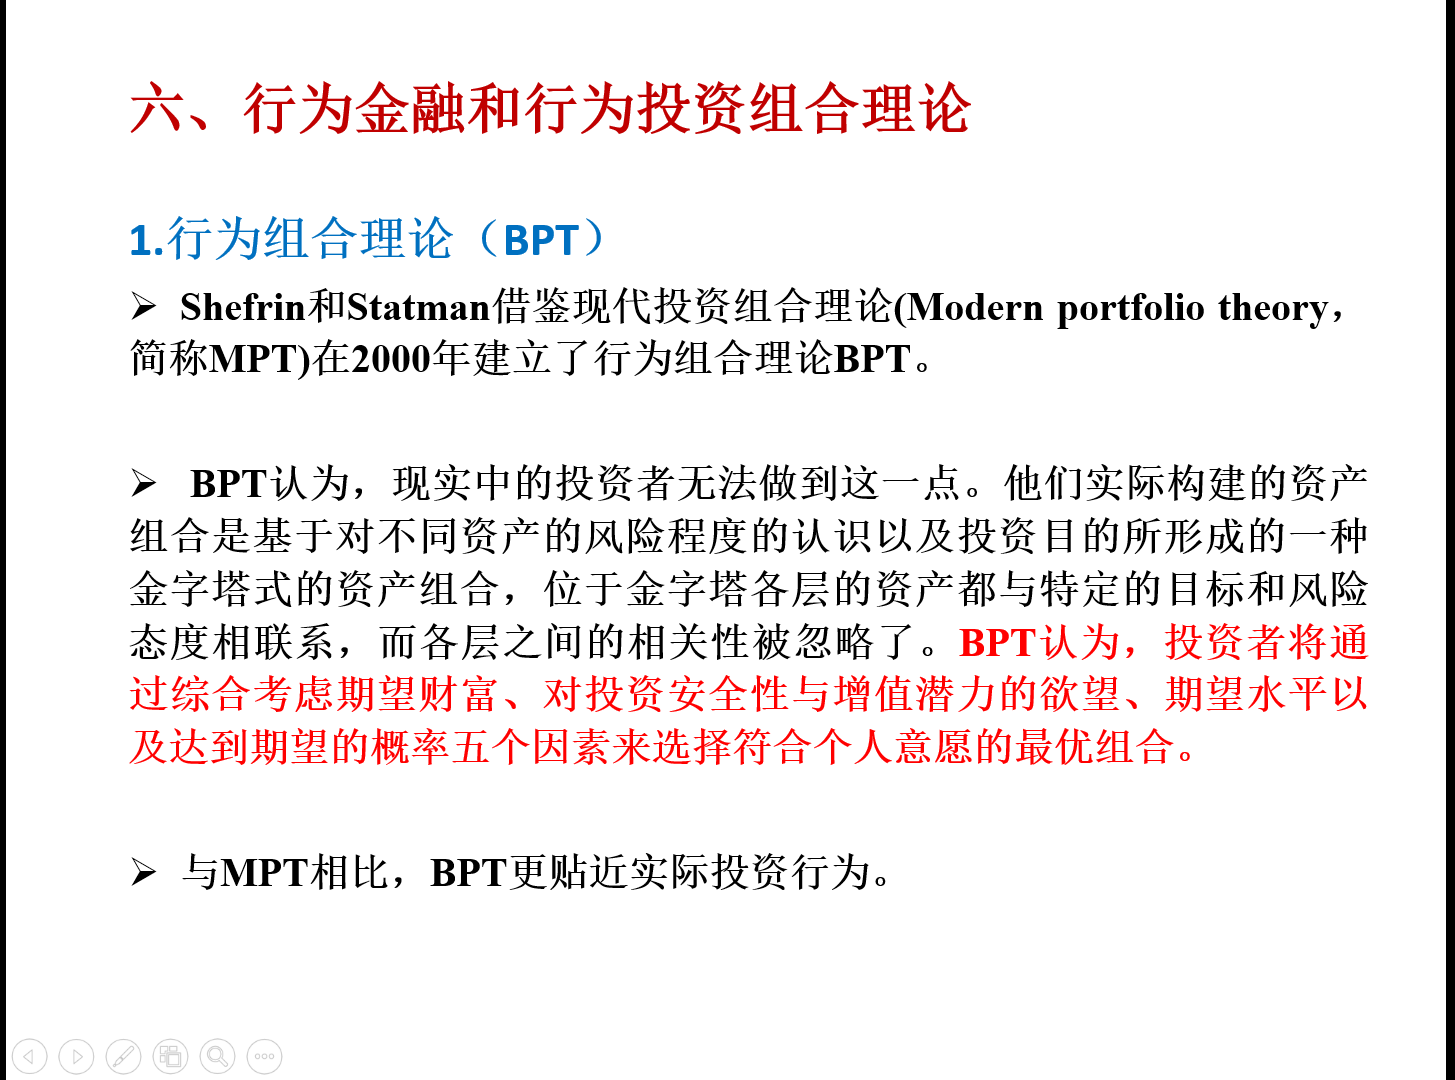 六、行为金融和行为投资组合理论
1.行为组合理论（BPT）
➢ Shefrin和Statman借鉴现代投资组合理论(Modern portfolio theory，
简称MPT)在2000年建立了行为组合理论BPT。
➢ BPT认为，现实中的投资者无法做到这一点。他们实际构建的资产
组合是基于对不同资产的风险程度的认识以及投资目的所形成的一种
金字塔式的资产组合，位于金字塔各层的资产都与特定的目标和风险
态度相联系，而各层之间的相关性被忽略了。BPT认为，投资者将通
过综合考虑期望财富、对投资安全性与增值潜力的欲望、期望水平以
及达到期望的概率五个因素来选择符合个人意愿的最优组合。
➢ 与MPT相比，BPT更贴近实际投资行为。